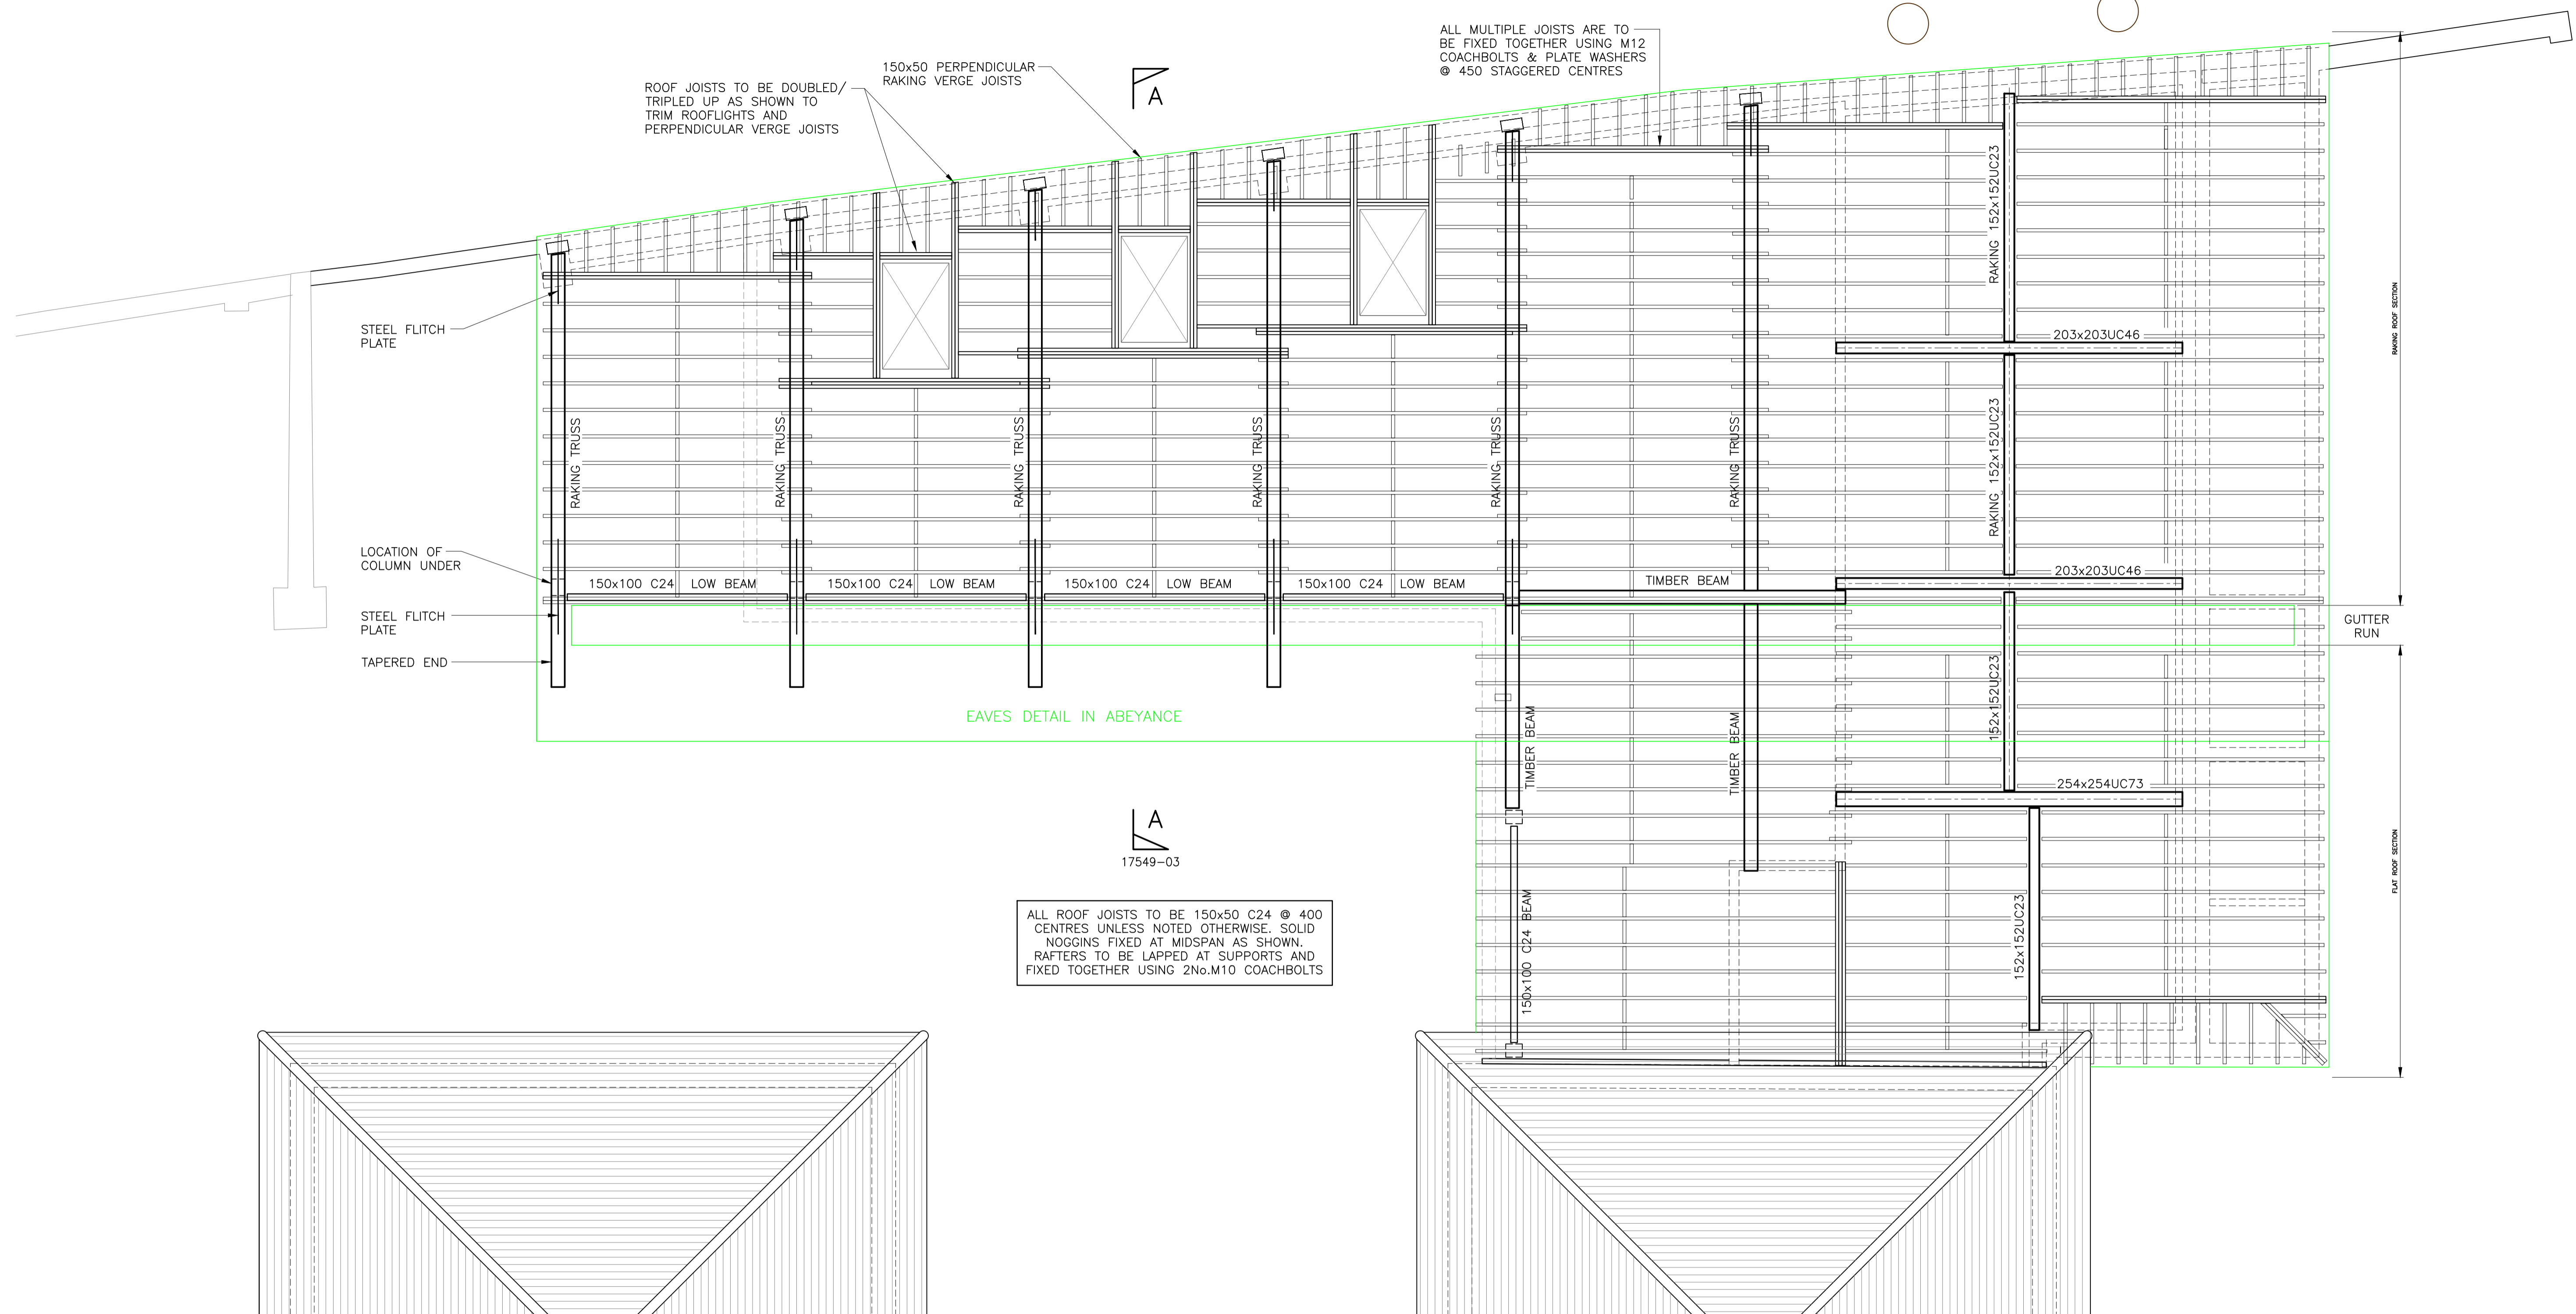 ALL MULTIPLE JOISTS ARE TO
BE FIXED TOGETHER USING M12
COACHBOLTS & PLATE WASHERS
@ 450 STAGGERED CENTRES
150x50 PERPENDICULAR
RAKING VERGE JOISTS
ROOF JOISTS TO BE DOUBLED/
TRIPLED UP AS SHOWN TO
TRIM ROOFLIGHTS AND
PERPENDICULAR VERGE JOISTS
A
STEEL FLITCH
PLATE
RAKING TRUSS
RAKING TRUSS
RAKING TRUSS
RAKING TRUSS
RAKING TRUSS
RAKING TRUSS
RAKING 152x152UC23
203x203UC46
RAKING 152x152UC23
203x203UC46
RAKING ROOF SECTION
LOCATION OF
COLUMN UNDER
150x100 C24 LOW BEAM
150x100 C24 LOW BEAM
150x100 C24 LOW BEAM
150x100 C24 LOW BEAM
TIMBER BEAM
STEEL FLITCH
PLATE
TAPERED END
GUTTER
RUN
EAVES DETAIL IN ABEYANCE
TIMBER BEAM
TIMBER BEAM
152x152UC23
254x254UC73
FLAT ROOF SECTION
A
17549-03
ALL ROOF JOISTS TO BE 150x50 C24 @ 400
CENTRES UNLESS NOTED OTHERWISE. SOLID
NOGGINS FIXED AT MIDSPAN AS SHOWN.
RAFTERS TO BE LAPPED AT SUPPORTS AND
FIXED TOGETHER USING 2No.M10 COACHBOLTS
150x100 C24 BEAM
152x152UC23